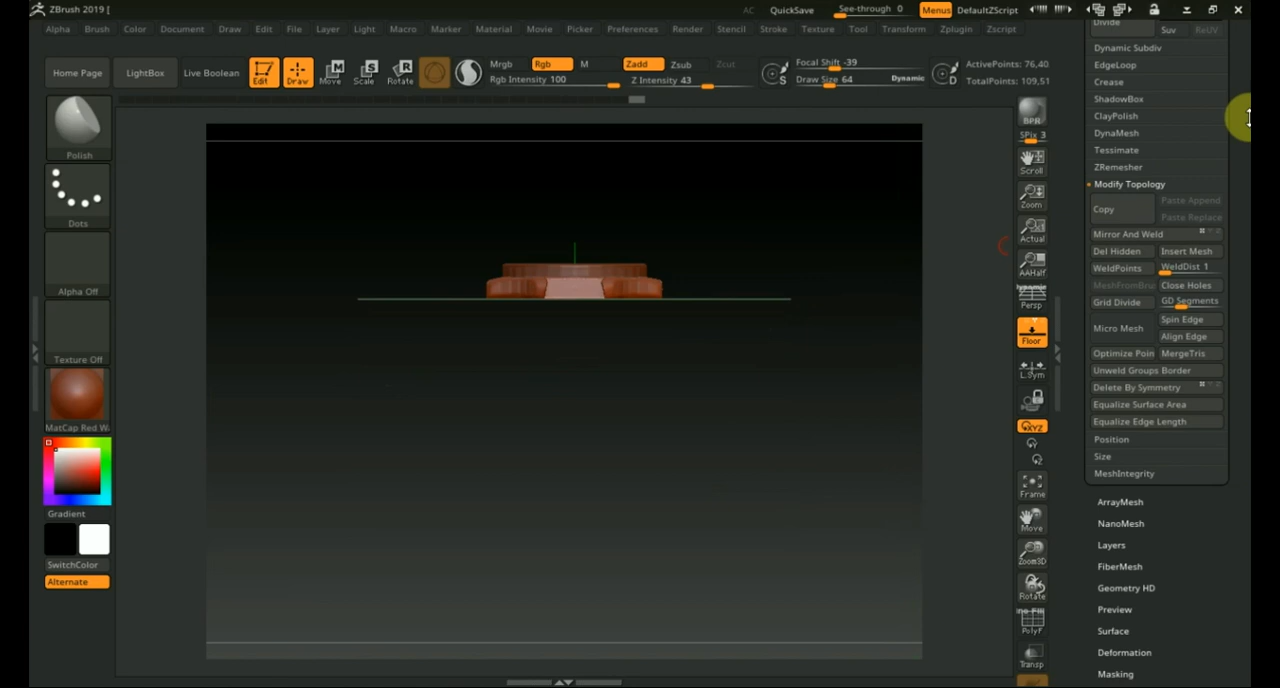 ZBrush 2019 [
AC QuickSave See-through 0 Menus DefaultZScript
Alpha Brush Color Document Draw Edit File Layer Light Macro Marker Material Movie Picker Preferences Render Stencil Stroke Texture Tool Transform Zplugin Zscript
Home Page LightBox Live Boolean Edit Draw Move Scale Rotate
Mrgb Rgb M Zadd Zsub Zcut
Rgb Intensity 100 Z Intensity 43
Focal Shift -39
Draw Size 64 Dynamic
ActivePoints: 76,40
TotalPoints: 109,51
Polish
Dots
Alpha Off
Texture Off
MatCap Red W
Gradient
SwitchColor
Alternate
BPR
SPix 3
Scroll
Zoom
Actual
AAHalf
Dynamic
Persp
Floor
L.Sym
XYZ
Frame
Move
Zoom3D
Rotate
PolyF
Transp
Divide
Suv ReUV
Dynamic Subdiv
EdgeLoop
Crease
ShadowBox
ClayPolish
DynaMesh
Tessimate
ZRemesher
Modify Topology
Copy Paste Append
Paste Replace
Mirror And Weld
Del Hidden Insert Mesh
WeldPoints WeldDist 1
MeshFromBru Close Holes
Grid Divide GD Segments
Micro Mesh Spin Edge
Align Edge
Optimize Poin MergeTris
Unweld Groups Border
Delete By Symmetry
Equalize Surface Area
Equalize Edge Length
Position
Size
MeshIntegrity
ArrayMesh
NanoMesh
Layers
FiberMesh
Geometry HD
Preview
Surface
Deformation
Masking